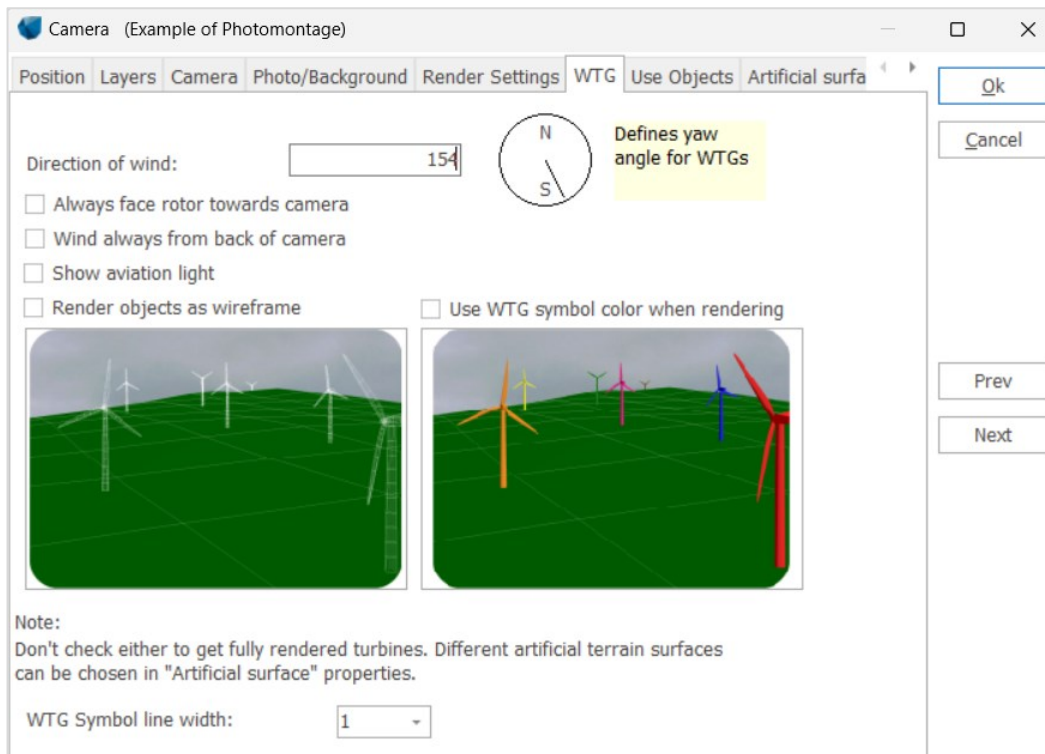 Camera (Example of Photomontage)
Position Layers Camera Photo/Background Render Settings WTG Use Objects Artificial surfa
Ok
Cancel
Direction of wind:
154
N
S
Defines yaw
angle for WTGs
Always face rotor towards camera
Wind always from back of camera
Show aviation light
Render objects as wireframe
Use WTG symbol color when rendering
Prev
Next
Note:
Don't check either to get fully rendered turbines. Different artificial terrain surfaces
can be chosen in "Artificial surface" properties.
WTG Symbol line width:
1